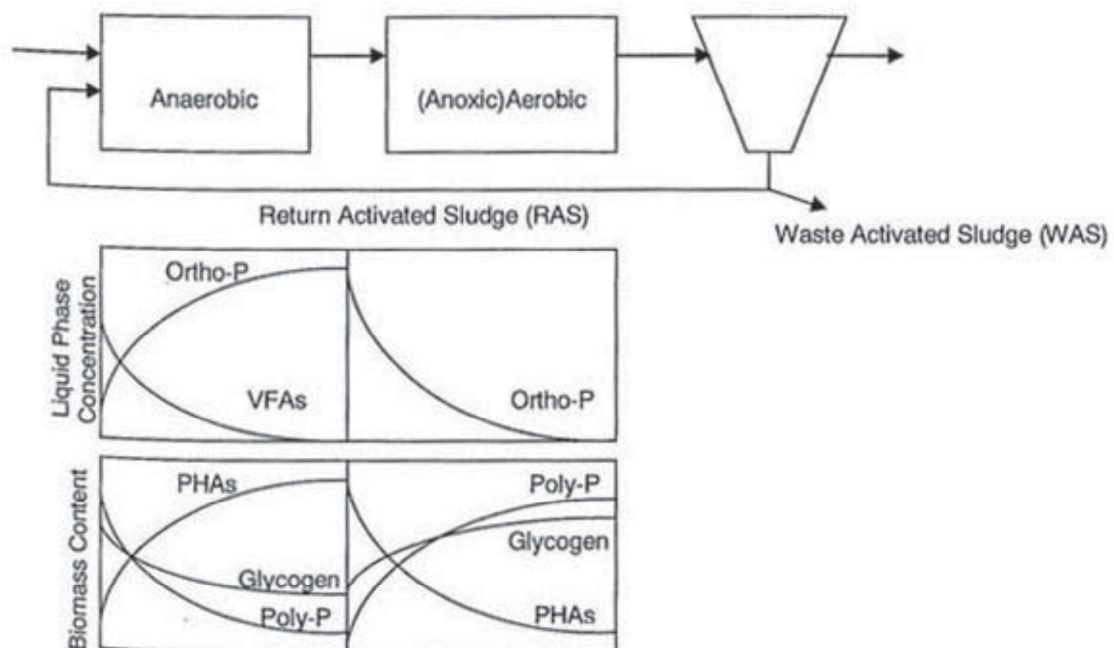 Anaerobic
(Anoxic)Aerobic
Return Activated Sludge (RAS)
Waste Activated Sludge (WAS)
Liquid Phase
Concentration
Ortho-P
VFAs
Ortho-P
Biomass Content
PHAs
Glycogen
Poly-P
Poly-P
Glycogen
PHAs